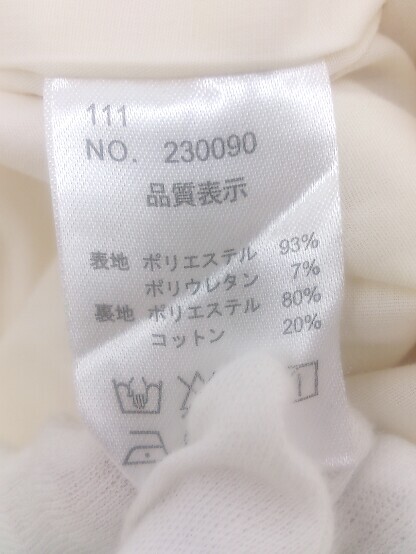 111
NO. 230090
品質表示
表地 ポリエステル 93%
ポリウレタン 7%
裏地 ポリエステル 80%
コットン 20%